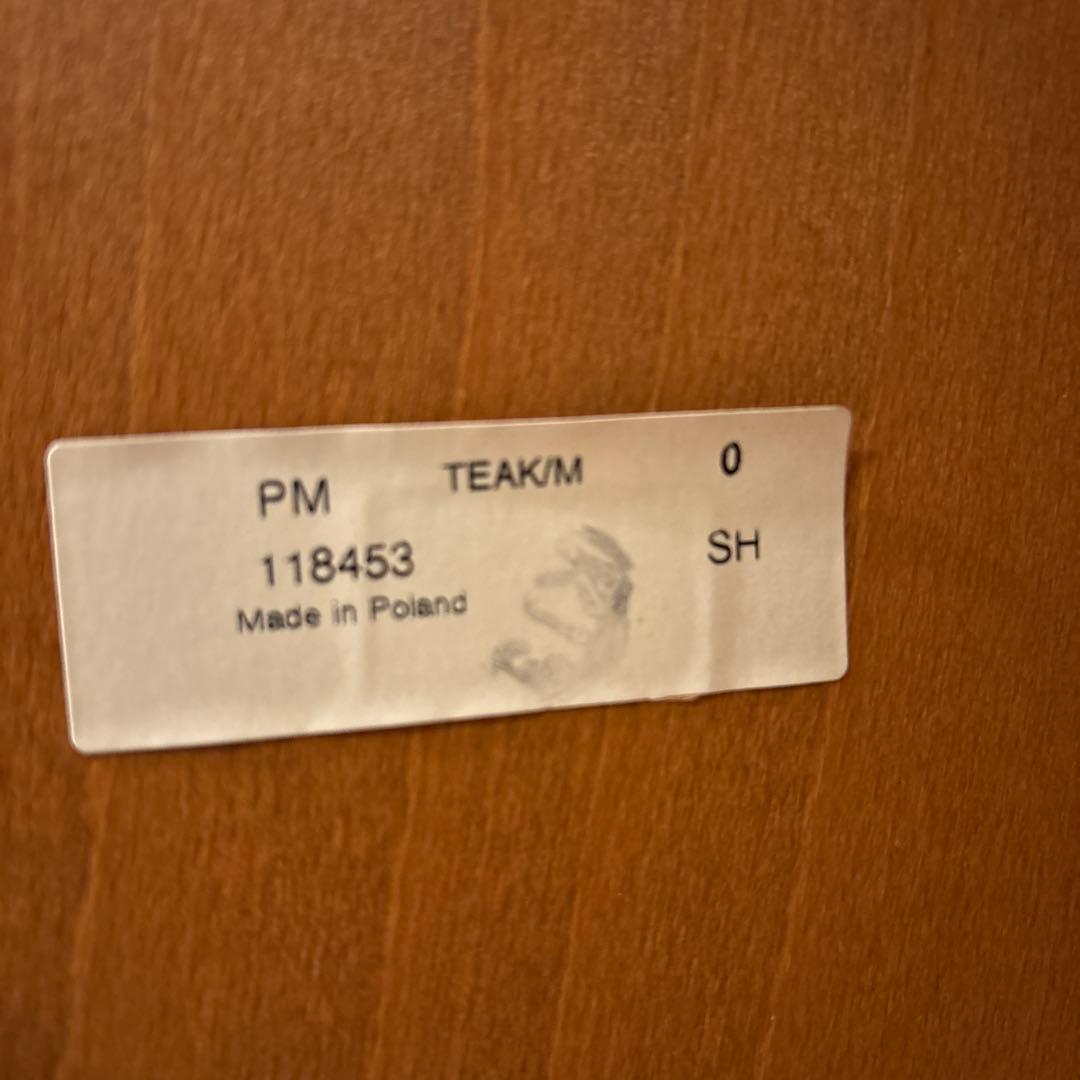 PM TEAK/M 0
118453 SH
Made in Poland